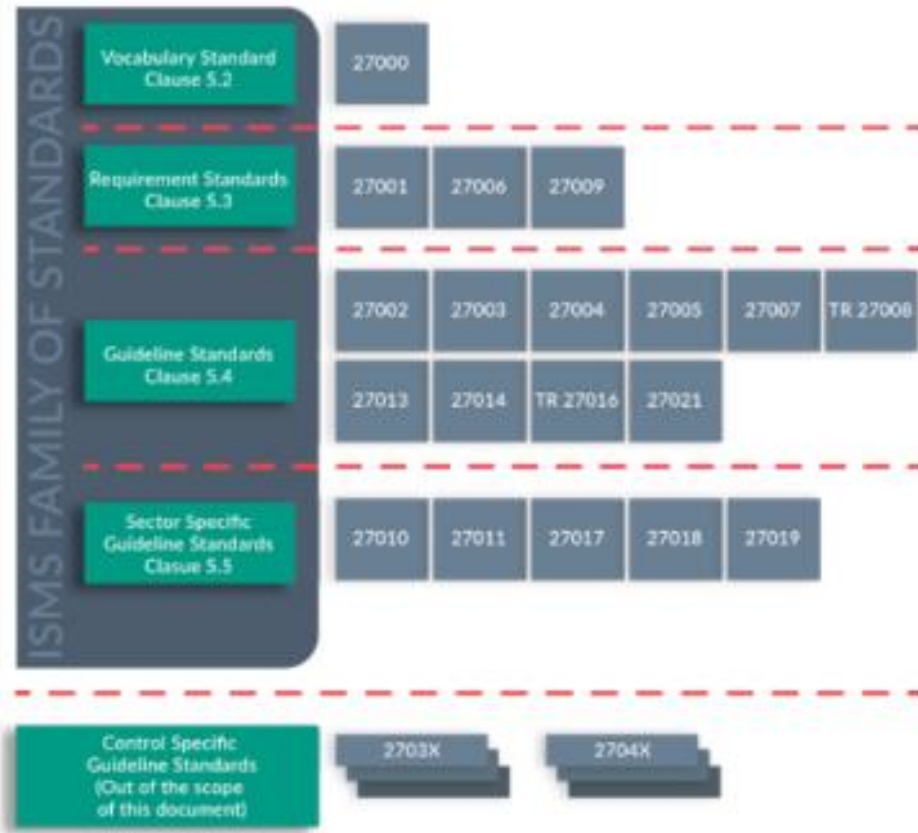 ISMS FAMILY OF STANDARDS
Vocabulary Standard
Clause 5.2
27000
Requirement Standards
Clause 5.3
27001 27006 27009
Guideline Standards
Clause 5.4
27002 27003 27004 27005 27007 TR 27008
27013 27014 TR 27016 27021
Sector Specific
Guideline Standards
Clasue 5.5
27010 27011 27017 27018 27019
Control Specific
Guideline Standards
(Out of the scope
of this document)
2703X 2704X